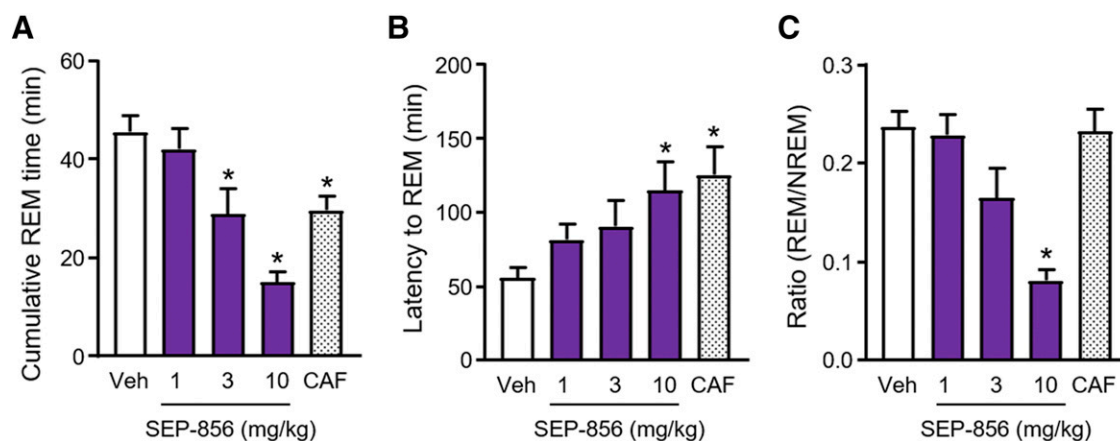 A
Cumulative REM time (min)
60
40
20
0
*
*
*
Veh 1 3 10 CAF
SEP-856 (mg/kg)
B
Latency to REM (min)
200
150
100
50
0
*
*
Veh 1 3 10 CAF
SEP-856 (mg/kg)
C
Ratio (REM/NREM)
0.3
0.2
0.1
0.0
*
Veh 1 3 10 CAF
SEP-856 (mg/kg)